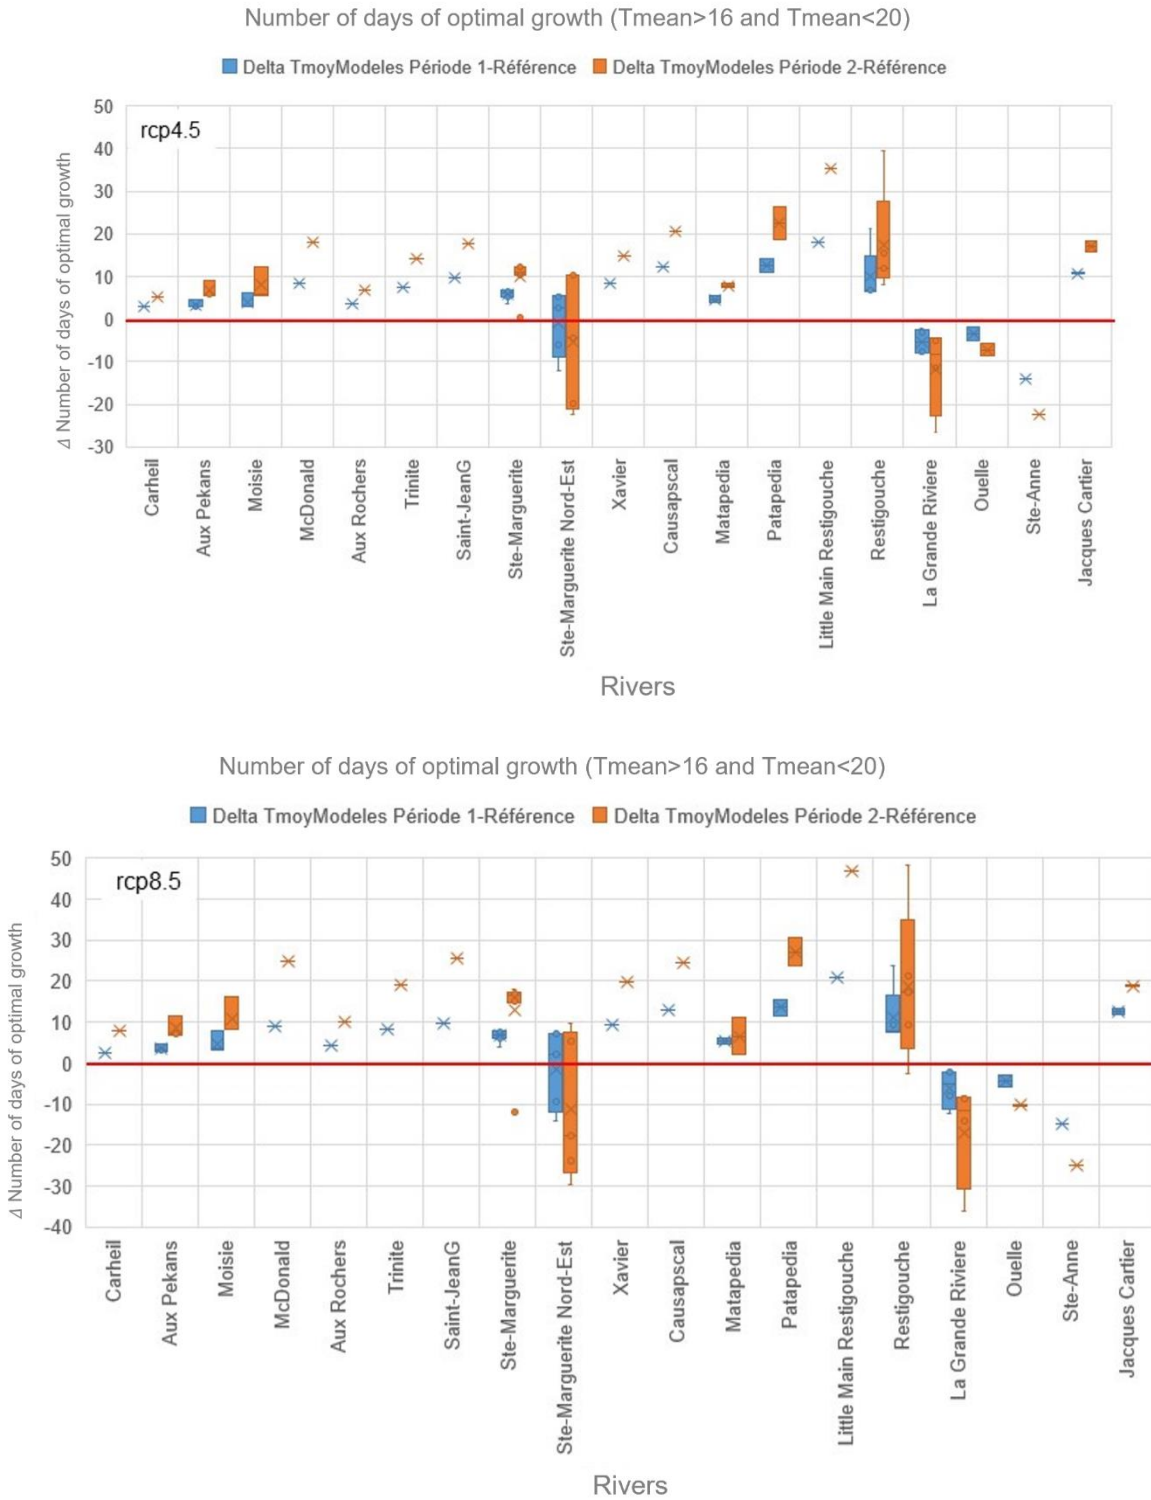 Number of days of optimal growth (Tmean>16 and Tmean<20)
Delta TmoyModeles Période 1-Référence Delta TmoyModeles Période 2-Référence
rcp4.5
Δ Number of days of optimal growth
50
40
30
20
10
0
-10
-20
-30
Carheil
Aux Pekans
Moisie
McDonald
Aux Rochers
Trinite
Saint-JeanG
Ste-Marguerite
Ste-Marguerite Nord-Est
Xavier
Causapscal
Matapedia
Patapedia
Little Main Restigouche
Restigouche
La Grande Riviere
Ouelle
Ste-Anne
Jacques Cartier
Rivers
Number of days of optimal growth (Tmean>16 and Tmean<20)
Delta TmoyModeles Période 1-Référence Delta TmoyModeles Période 2-Référence
rcp8.5
Δ Number of days of optimal growth
50
40
30
20
10
0
-10
-20
-30
-40
Carheil
Aux Pekans
Moisie
McDonald
Aux Rochers
Trinite
Saint-JeanG
Ste-Marguerite
Ste-Marguerite Nord-Est
Xavier
Causapscal
Matapedia
Patapedia
Little Main Restigouche
Restigouche
La Grande Riviere
Ouelle
Ste-Anne
Jacques Cartier
Rivers